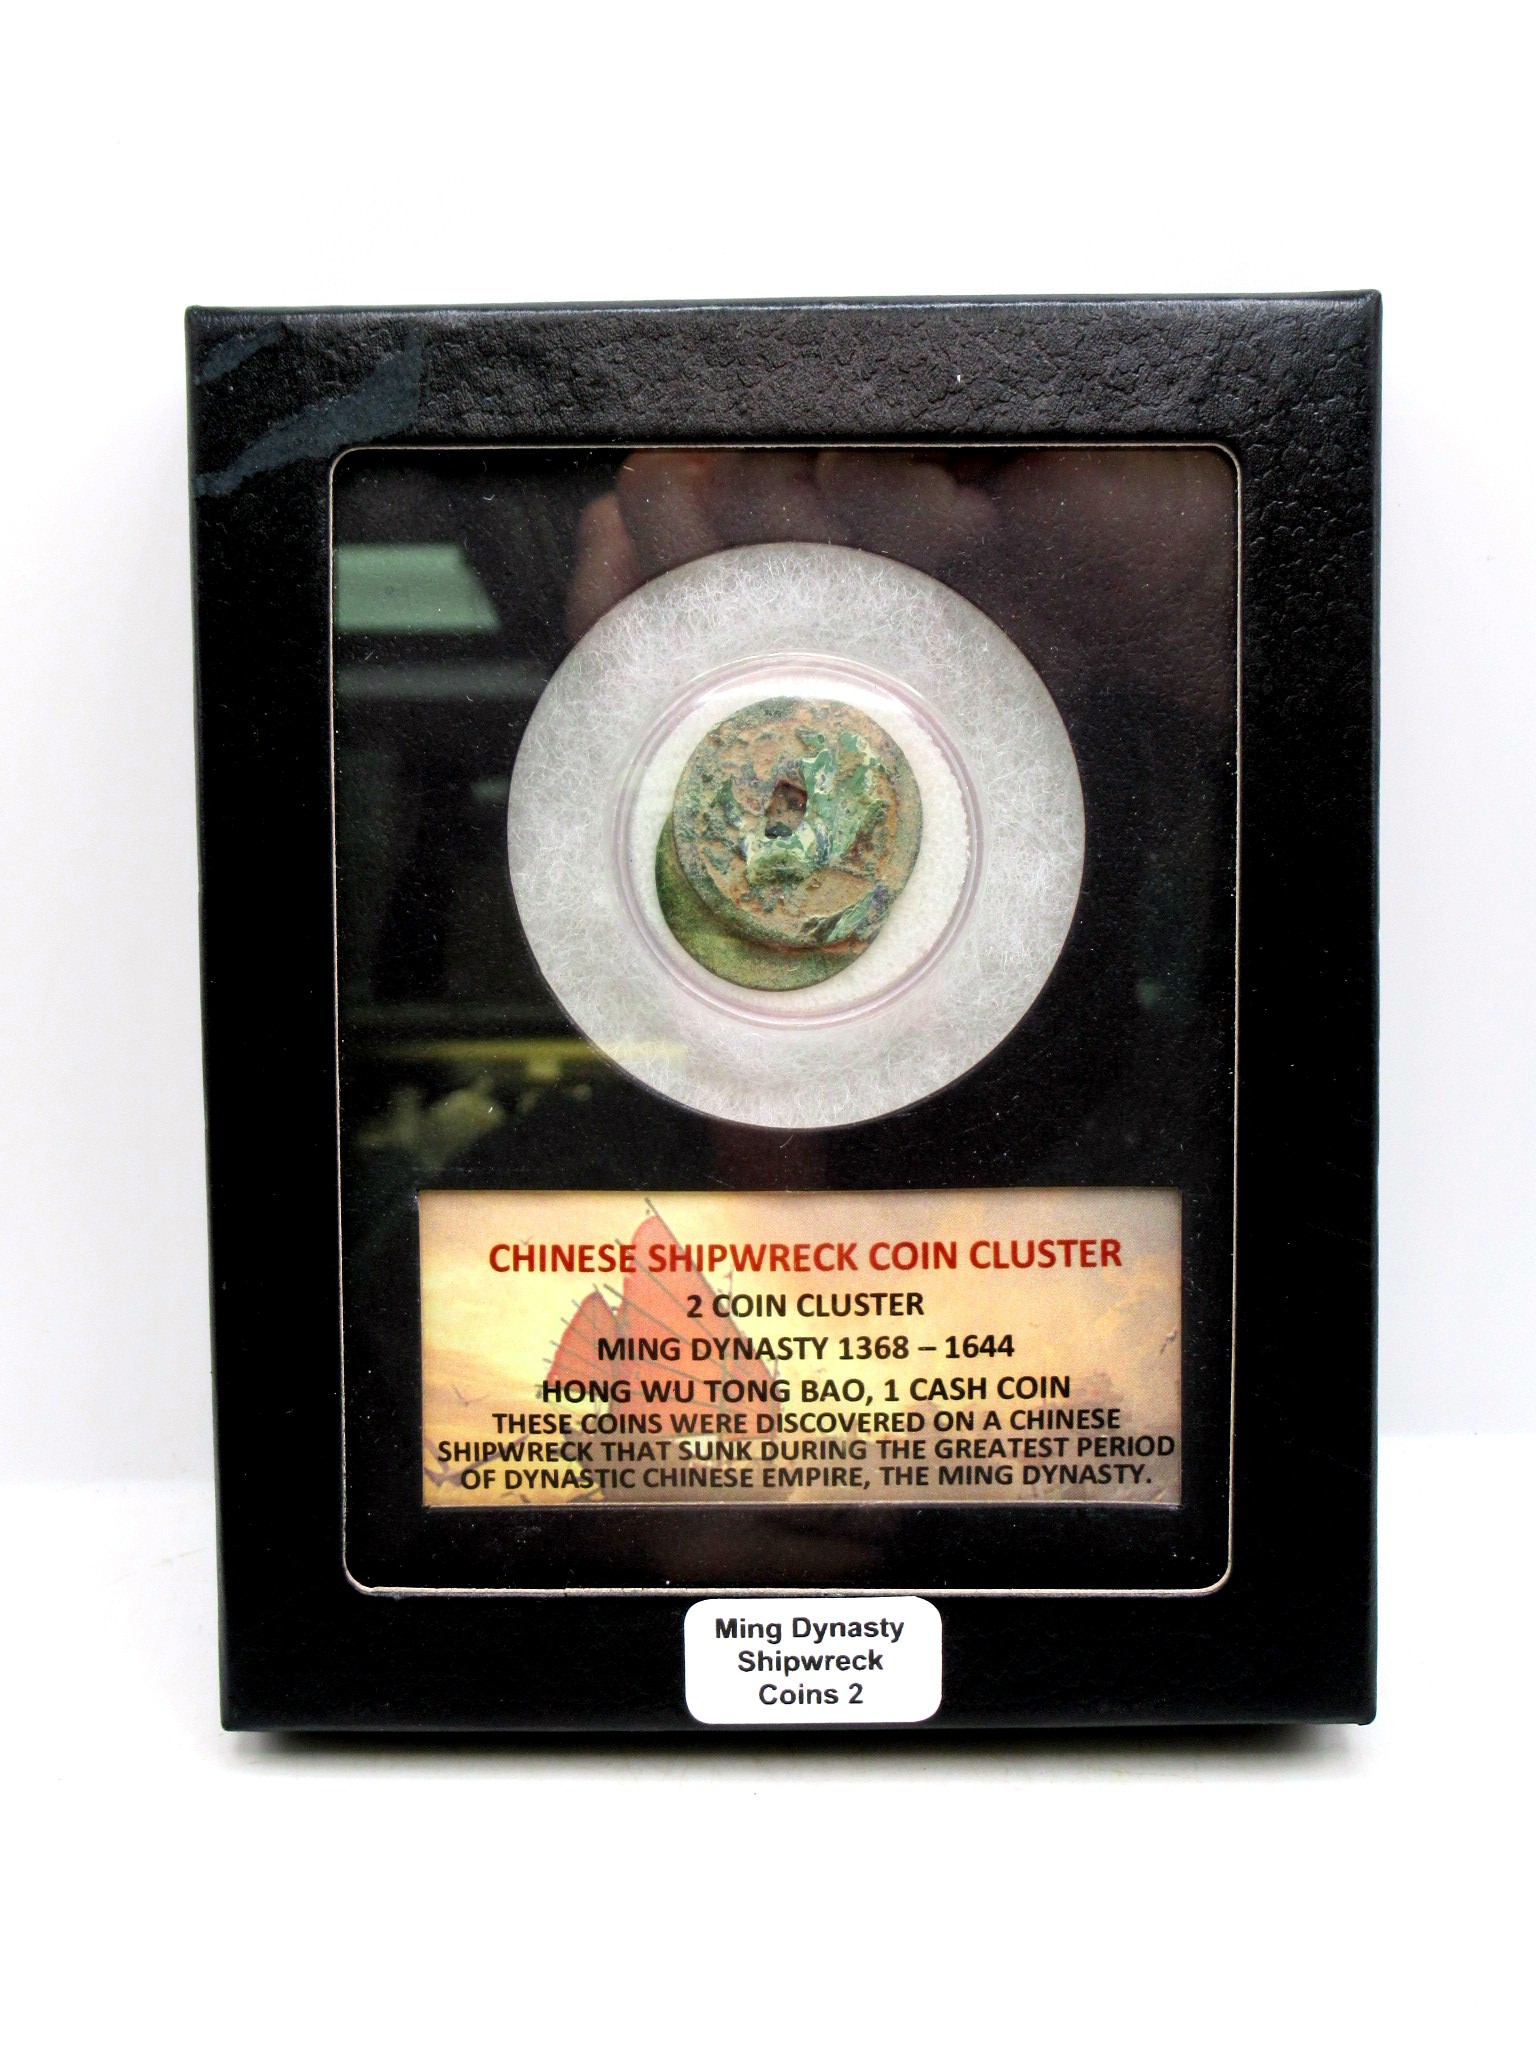 CHINESE SHIPWRECK COIN CLUSTER
2 COIN CLUSTER
MING DYNASTY 1368 – 1644
HONG WU TONG BAO, 1 CASH COIN
THESE COINS WERE DISCOVERED ON A CHINESE
SHIPWRECK THAT SUNK DURING THE GREATEST PERIOD
OF DYNASTIC CHINESE EMPIRE, THE MING DYNASTY.
Ming Dynasty
Shipwreck
Coins 2